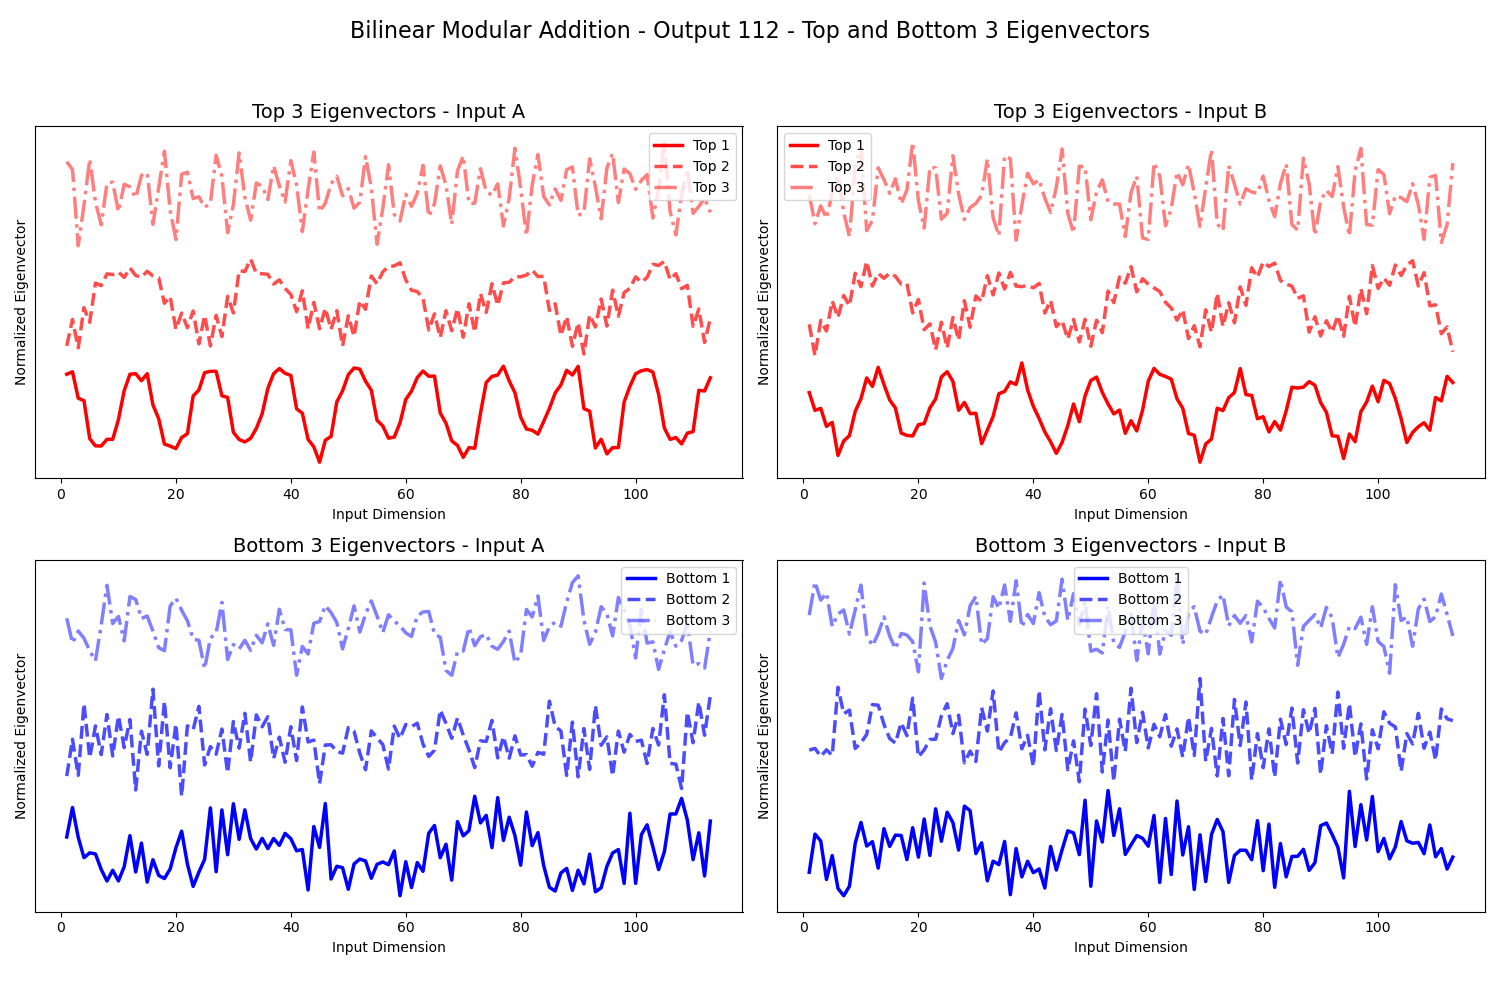 Bilinear Modular Addition - Output 112 - Top and Bottom 3 Eigenvectors
Top 3 Eigenvectors - Input A
Normalized Eigenvector
Top 1
Top 2
Top 3
0 20 40 60 80 100
Input Dimension
Top 3 Eigenvectors - Input B
Normalized Eigenvector
Top 1
Top 2
Top 3
0 20 40 60 80 100
Input Dimension
Bottom 3 Eigenvectors - Input A
Normalized Eigenvector
Bottom 1
Bottom 2
Bottom 3
0 20 40 60 80 100
Input Dimension
Bottom 3 Eigenvectors - Input B
Normalized Eigenvector
Bottom 1
Bottom 2
Bottom 3
0 20 40 60 80 100
Input Dimension